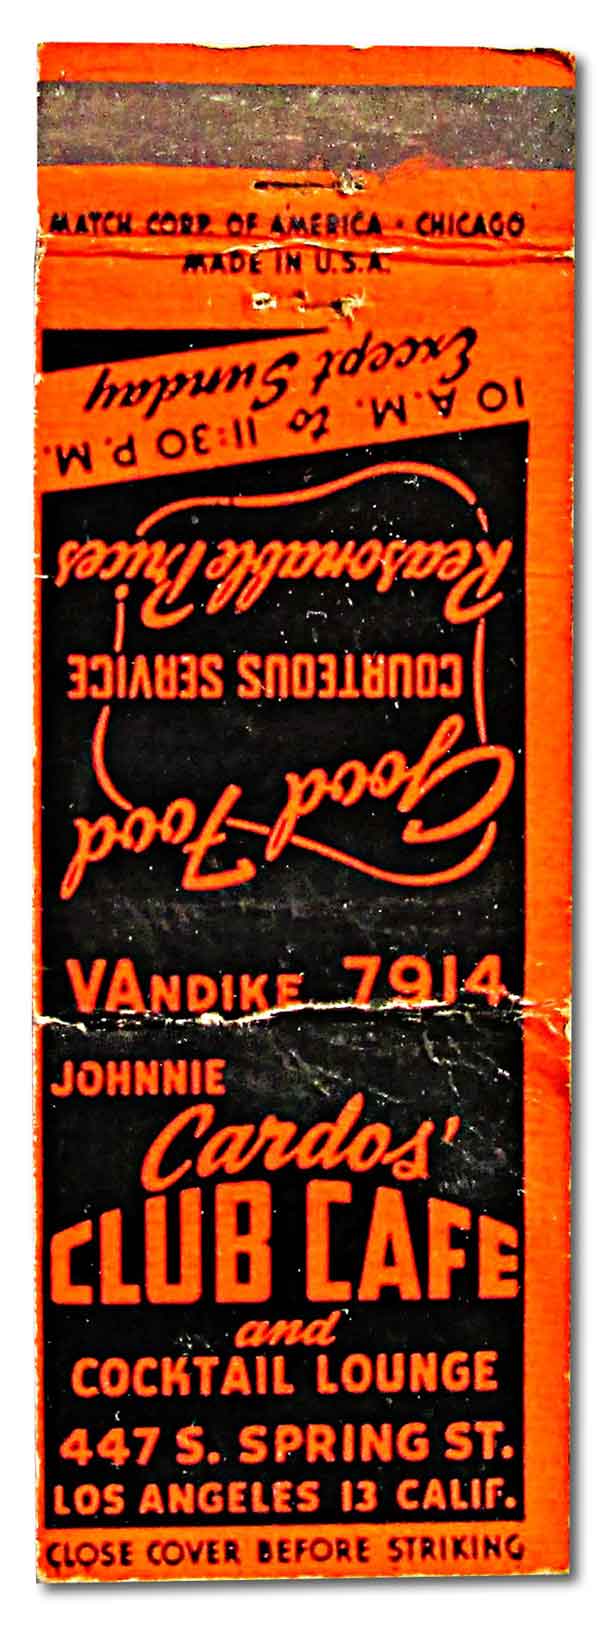 MATCH CORP. OF AMERICA • CHICAGO
MADE IN U.S.A.
Good Food
COURTEOUS SERVICE
Reasonable Prices!
10 A.M. to 11:30 P.M.
Except Sunday
VANDIKE 7914
JOHNNIE
Cardos'
CLUB CAFE
and
COCKTAIL LOUNGE
447 S. SPRING ST.
LOS ANGELES 13 CALIF.
CLOSE COVER BEFORE STRIKING